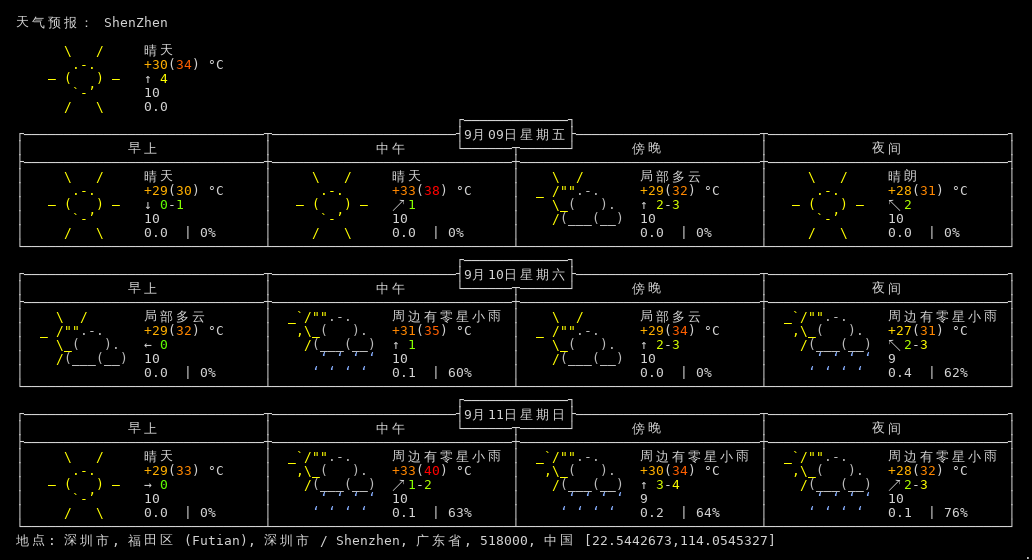 天气预报: ShenZhen
晴天
+30(34) °C
↑ 4
10
0.0
9月09日星期五
早上 中午 傍晚 夜间
晴天 晴天 局部多云 晴朗
+29(30) °C +33(38) °C +29(32) °C +28(31) °C
↓ 0-1 ↗ 1 ↑ 2-3 ↖ 2
10 10 10 10
0.0 | 0% 0.0 | 0% 0.0 | 0% 0.0 | 0%
9月10日星期六
早上 中午 傍晚 夜间
局部多云 周边有零星小雨 局部多云 周边有零星小雨
+29(32) °C +31(35) °C +29(34) °C +27(31) °C
← 0 ↑ 1 ↑ 2-3 ↖ 2-3
10 10 10 9
0.0 | 0% 0.1 | 60% 0.0 | 0% 0.4 | 62%
9月11日星期日
早上 中午 傍晚 夜间
晴天 周边有零星小雨 周边有零星小雨 周边有零星小雨
+29(33) °C +33(40) °C +30(34) °C +28(32) °C
→ 0 ↗ 1-2 ↑ 3-4 ↗ 2-3
10 10 9 10
0.0 | 0% 0.1 | 63% 0.2 | 64% 0.1 | 76%
地点: 深圳市, 福田区 (Futian), 深圳市 / Shenzhen, 广东省, 518000, 中国 [22.5442673,114.0545327]